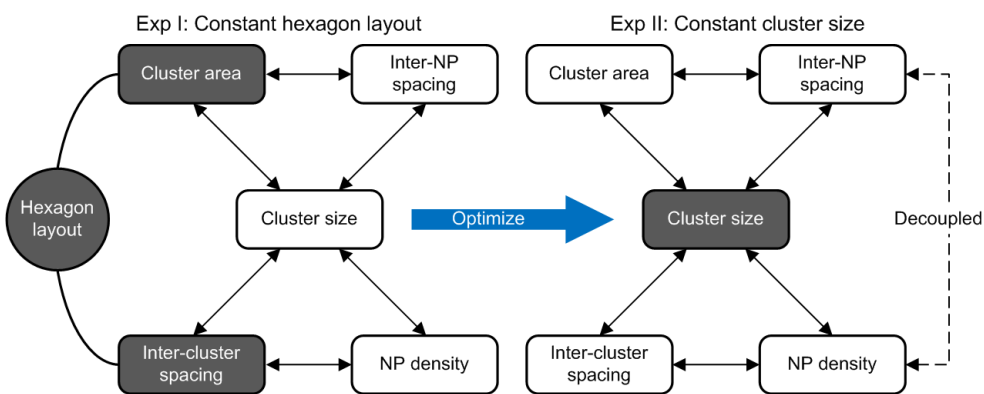 Exp I: Constant hexagon layout
Exp II: Constant cluster size
Cluster area
Inter-NP
spacing
Hexagon
layout
Cluster size
Inter-cluster
spacing
NP density
Optimize
Cluster area
Inter-NP
spacing
Cluster size
Decoupled
Inter-cluster
spacing
NP density